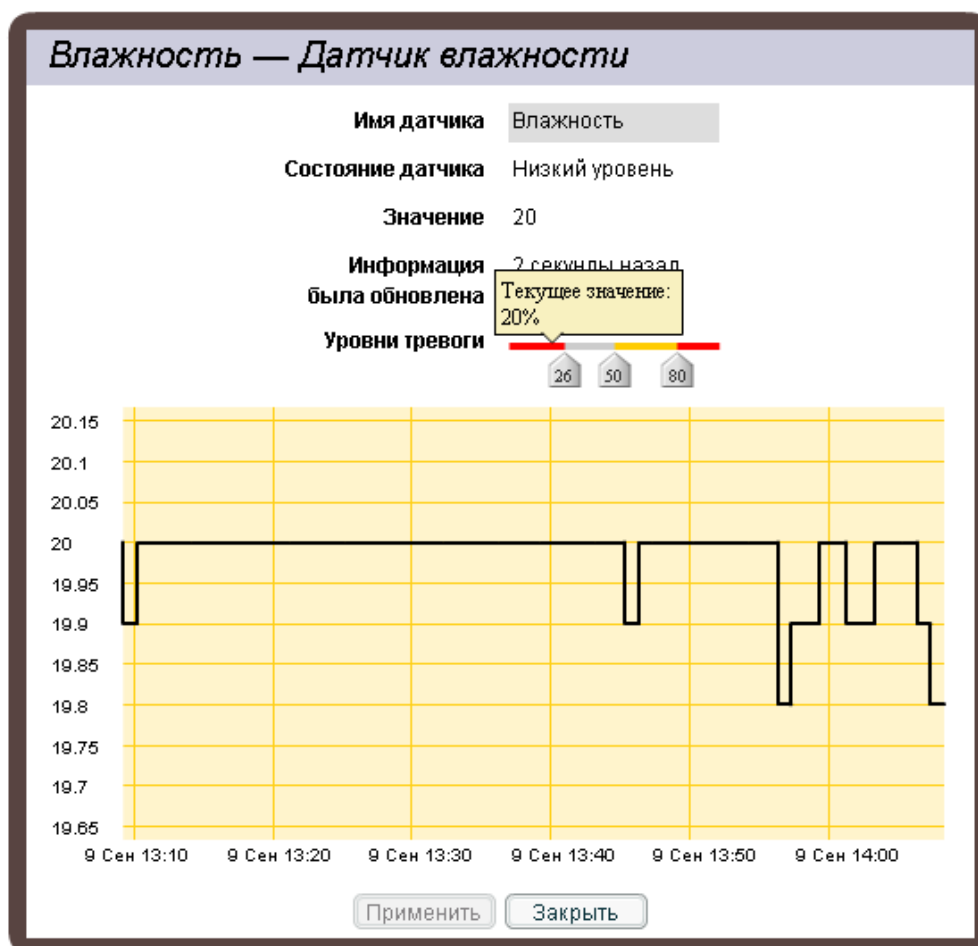 Влажность — Датчик влажности
Имя датчика Влажность
Состояние датчика Низкий уровень
Значение 20
Информация 2 секунды назад
была обновлена
Текущее значение:
20%
Уровни тревоги
26 50 80
20.15
20.1
20.05
20
19.95
19.9
19.85
19.8
19.75
19.7
19.65
9 Сен 13:10 9 Сен 13:20 9 Сен 13:30 9 Сен 13:40 9 Сен 13:50 9 Сен 14:00
Применить Закрыть